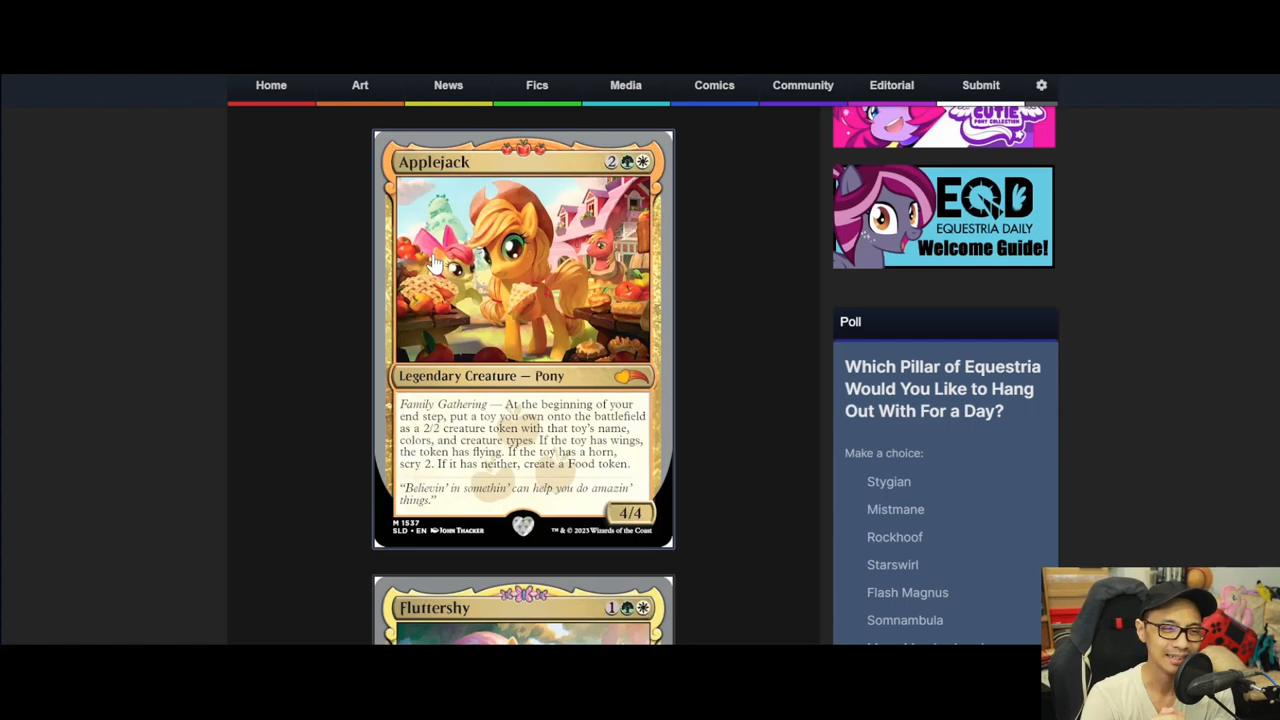 Home Art News Fics Media Comics Community Editorial Submit
CUTIE
PONY COLLECTION
EQD
EQUESTRIA DAILY
Welcome Guide!
Applejack 2
Legendary Creature — Pony
Family Gathering — At the beginning of your
end step, put a toy you own onto the battlefield
as a 2/2 creature token with that toy's name,
colors, and creature types. If the toy has wings,
the token has flying. If the toy has a horn,
scry 2. If it has neither, create a Food token.
"Believin' in somethin' can help you do amazin'
things."
4/4
M 1537
SLD • EN JOHN THACKER ™ & © 2023 Wizards of the Coast
Fluttershy 1
Poll
Which Pillar of Equestria
Would You Like to Hang
Out With For a Day?
Make a choice:
Stygian
Mistmane
Rockhoof
Starswirl
Flash Magnus
Somnambula